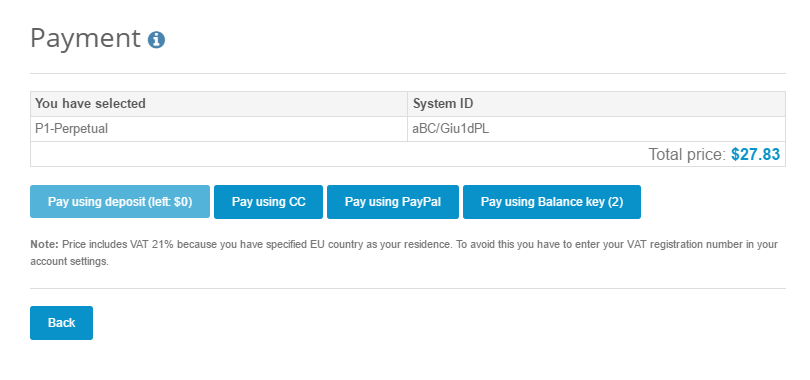 Payment
You have selected System ID
P1-Perpetual aBC/Giu1dPL
Total price: $27.83
Pay using deposit (left: $0) Pay using CC Pay using PayPal Pay using Balance key (2)
Note: Price includes VAT 21% because you have specified EU country as your residence. To avoid this you have to enter your VAT registration number in your
account settings.
Back